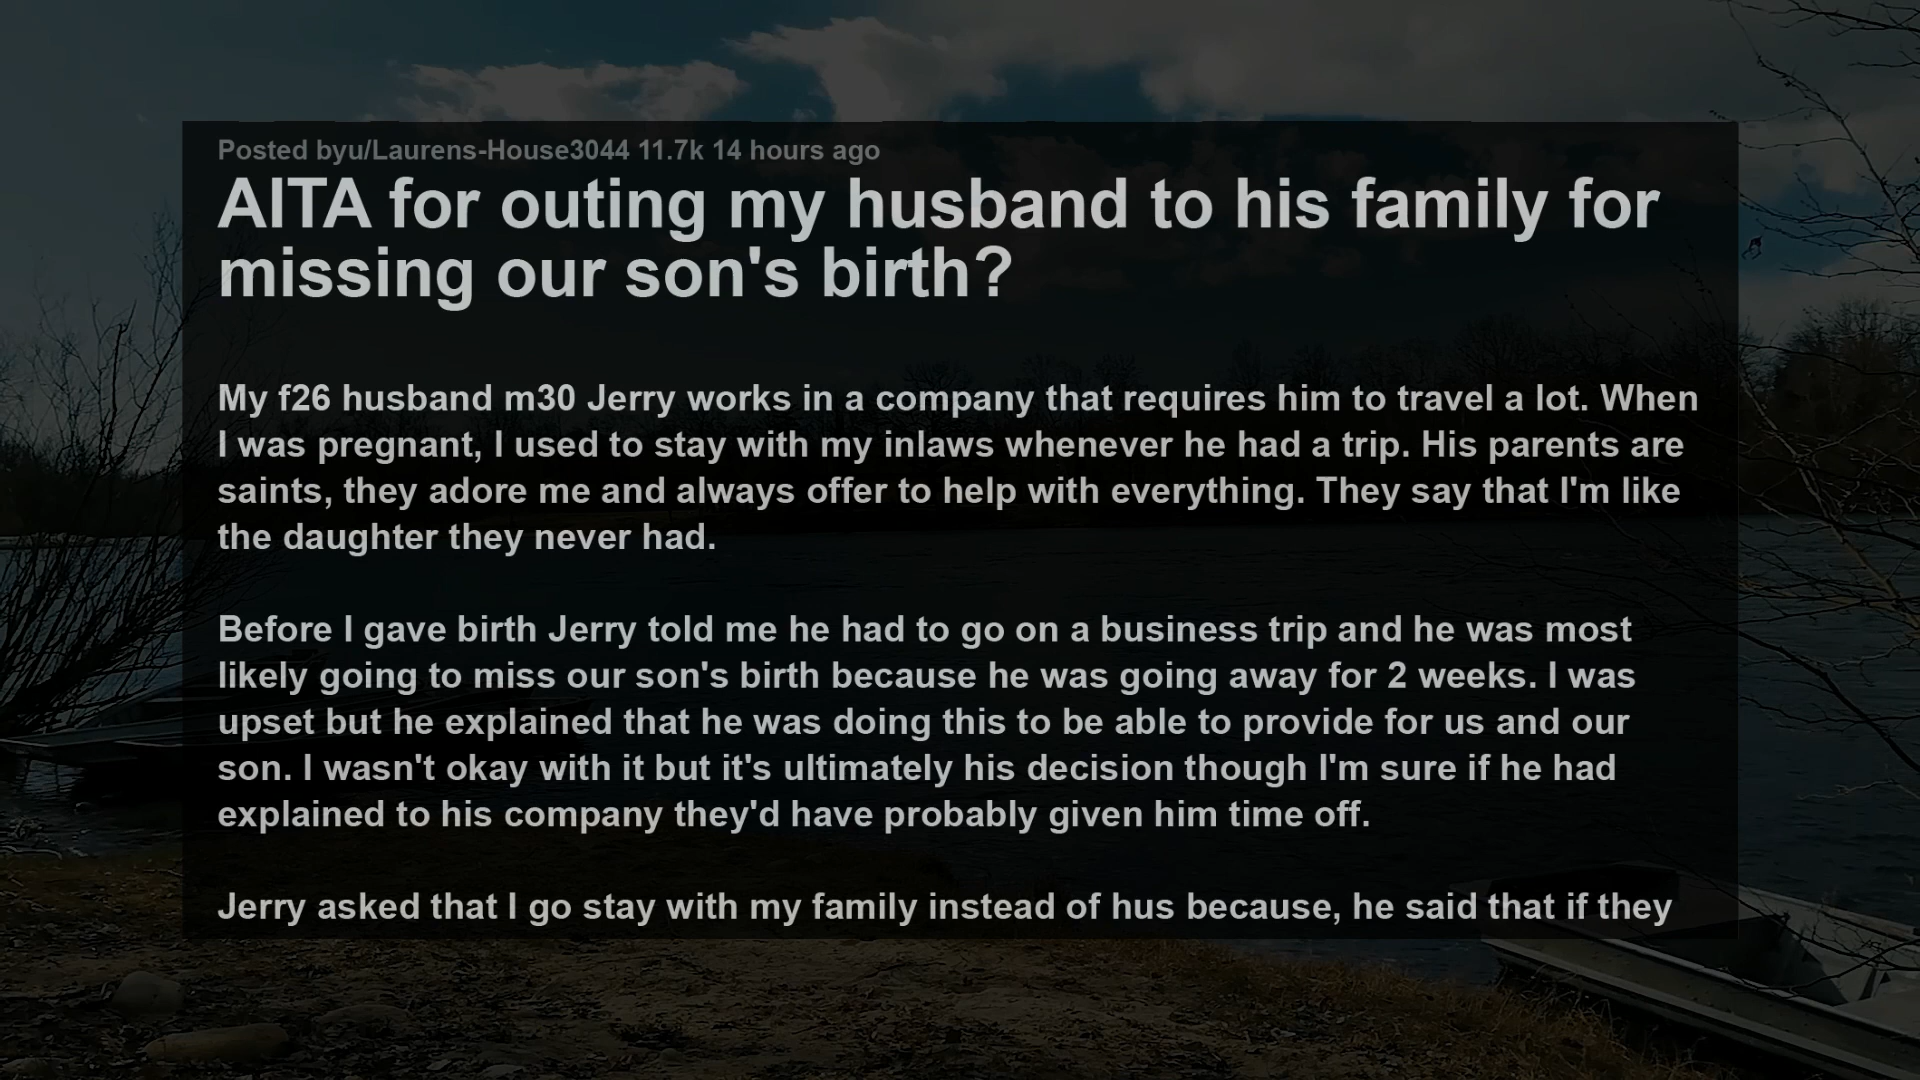 Posted byu/Laurens-House3044 11.7k 14 hours ago
AITA for outing my husband to his family for
missing our son's birth?
My f26 husband m30 Jerry works in a company that requires him to travel a lot. When
I was pregnant, I used to stay with my inlaws whenever he had a trip. His parents are
saints, they adore me and always offer to help with everything. They say that I'm like
the daughter they never had.
Before I gave birth Jerry told me he had to go on a business trip and he was most
likely going to miss our son's birth because he was going away for 2 weeks. I was
upset but he explained that he was doing this to be able to provide for us and our
son. I wasn't okay with it but it's ultimately his decision though I'm sure if he had
explained to his company they'd have probably given him time off.
Jerry asked that I go stay with my family instead of hus because, he said that if they